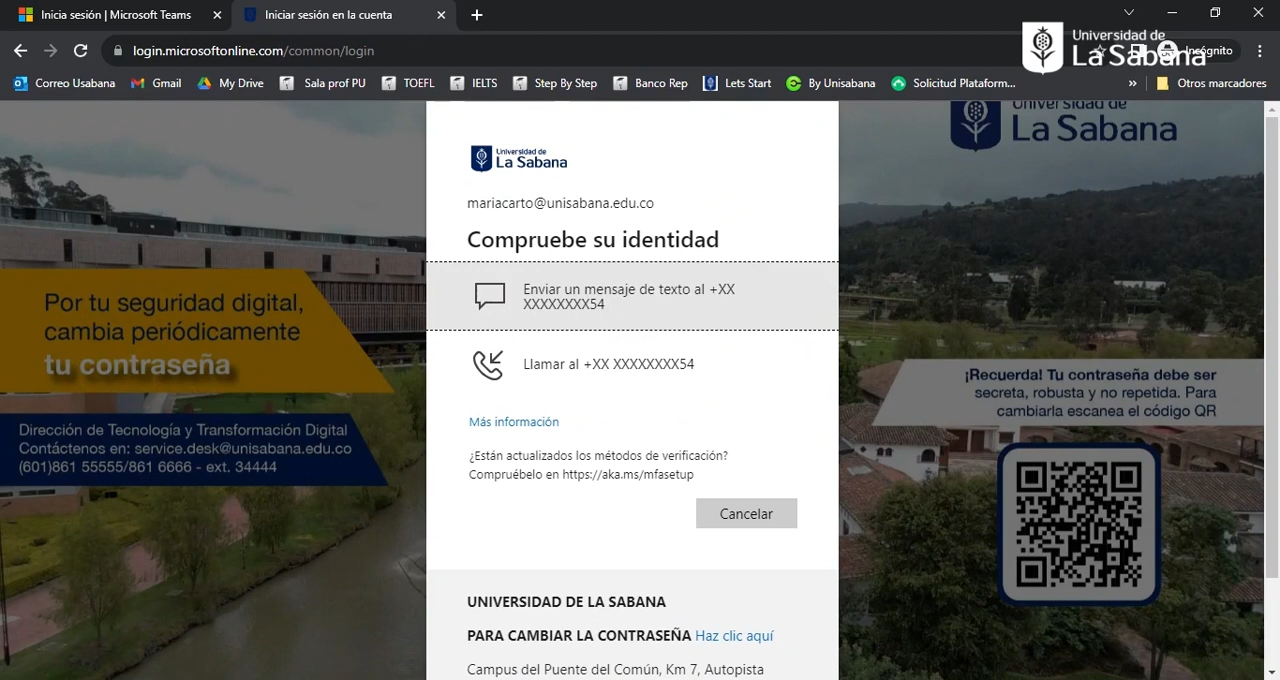 Inicia sesión | Microsoft Teams
Iniciar sesión en la cuenta
login.microsoftonline.com/common/login
Incógnito
Universidad de
La Sabana
Correo Usabana
Gmail
My Drive
Sala prof PU
TOEFL
IELTS
Step By Step
Banco Rep
Lets Start
By Unisabana
Solicitud Plataform...
»
Otros marcadores
Universidad de
La Sabana
mariacarto@unisabana.edu.co
Compruebe su identidad
Enviar un mensaje de texto al +XX
XXXXXXXX54
Llamar al +XX XXXXXXXX54
Más información
¿Están actualizados los métodos de verificación?
Compruébelo en https://aka.ms/mfasetup
Cancelar
UNIVERSIDAD DE LA SABANA
PARA CAMBIAR LA CONTRASEÑA Haz clic aquí
Campus del Puente del Común, Km 7, Autopista
Por tu seguridad digital,
cambia periódicamente
tu contraseña
Dirección de Tecnología y Transformación Digital
Contáctenos en: service.desk@unisabana.edu.co
(601)861 55555/861 6666 - ext. 34444
Universidad de
La Sabana
¡Recuerda! Tu contraseña debe ser
secreta, robusta y no repetida. Para
cambiarla escanea el código QR